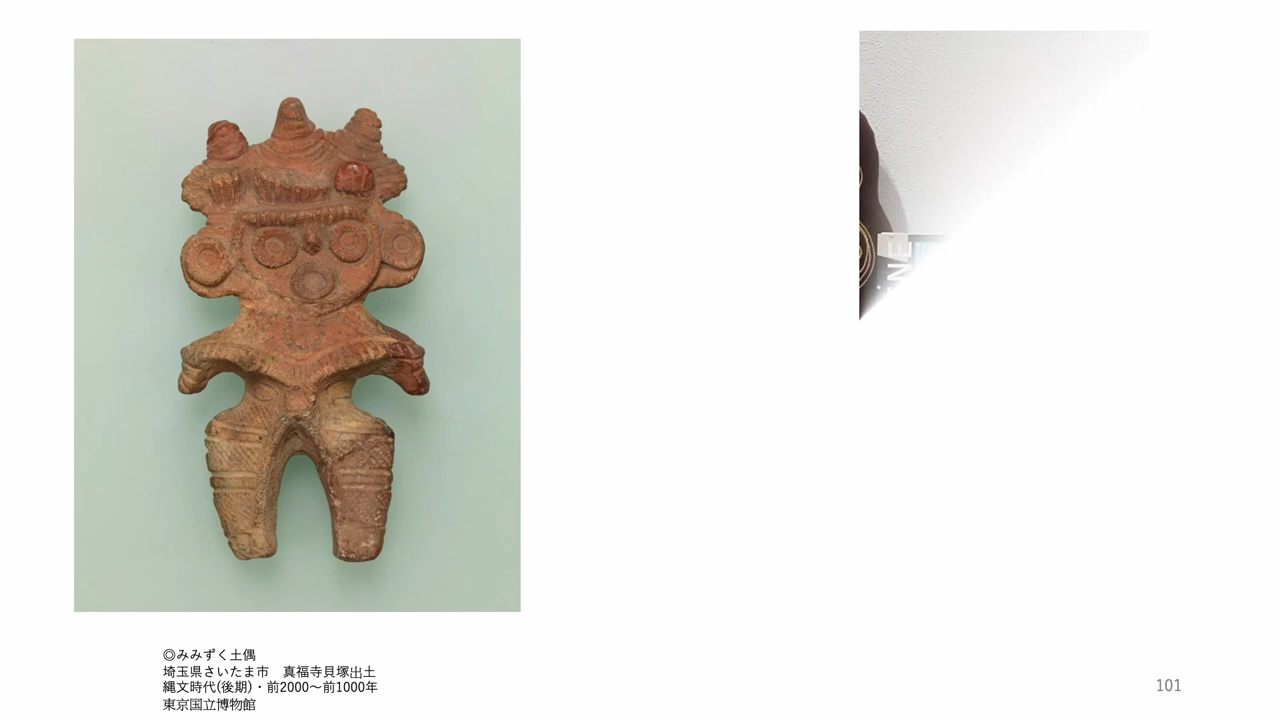 ◎みみずく土偶
埼玉県さいたま市　真福寺貝塚出土
縄文時代(後期)・前2000〜前1000年
東京国立博物館
101